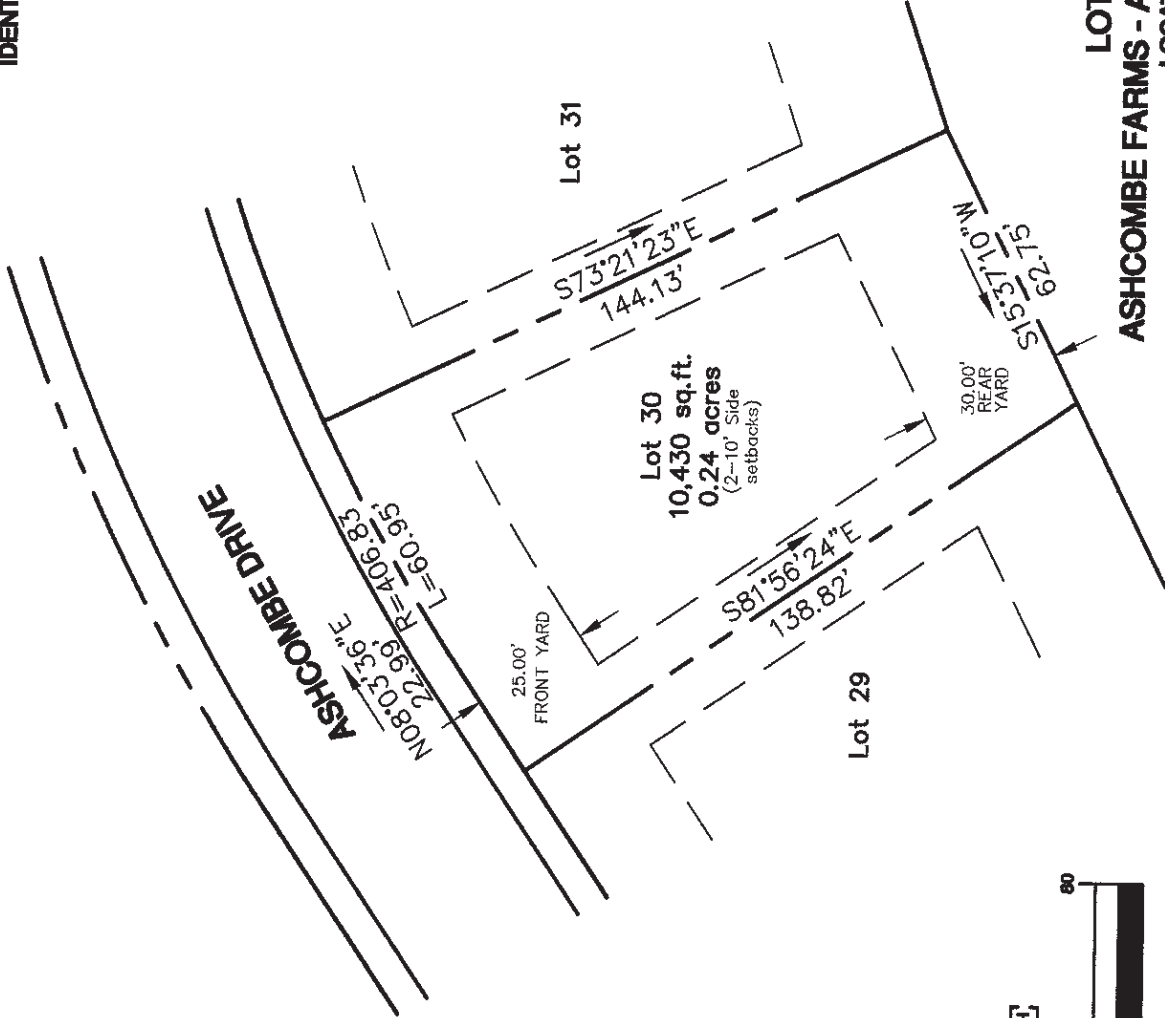 IDENT
ASHCOMBE DRIVE
N08°03'36"E
22.99'
R=406.83
L=60.95'
25.00'
FRONT YARD
Lot 31
S73°21'23"E
144.13'
Lot 30
10,430 sq.ft.
0.24 acres
(2-10' Side
setbacks)
S81°56'24"E
138.82'
Lot 29
30.00'
REAR
YARD
S15°37'10"W
62.75'
80
LOT
ASHCOMBE FARMS - A